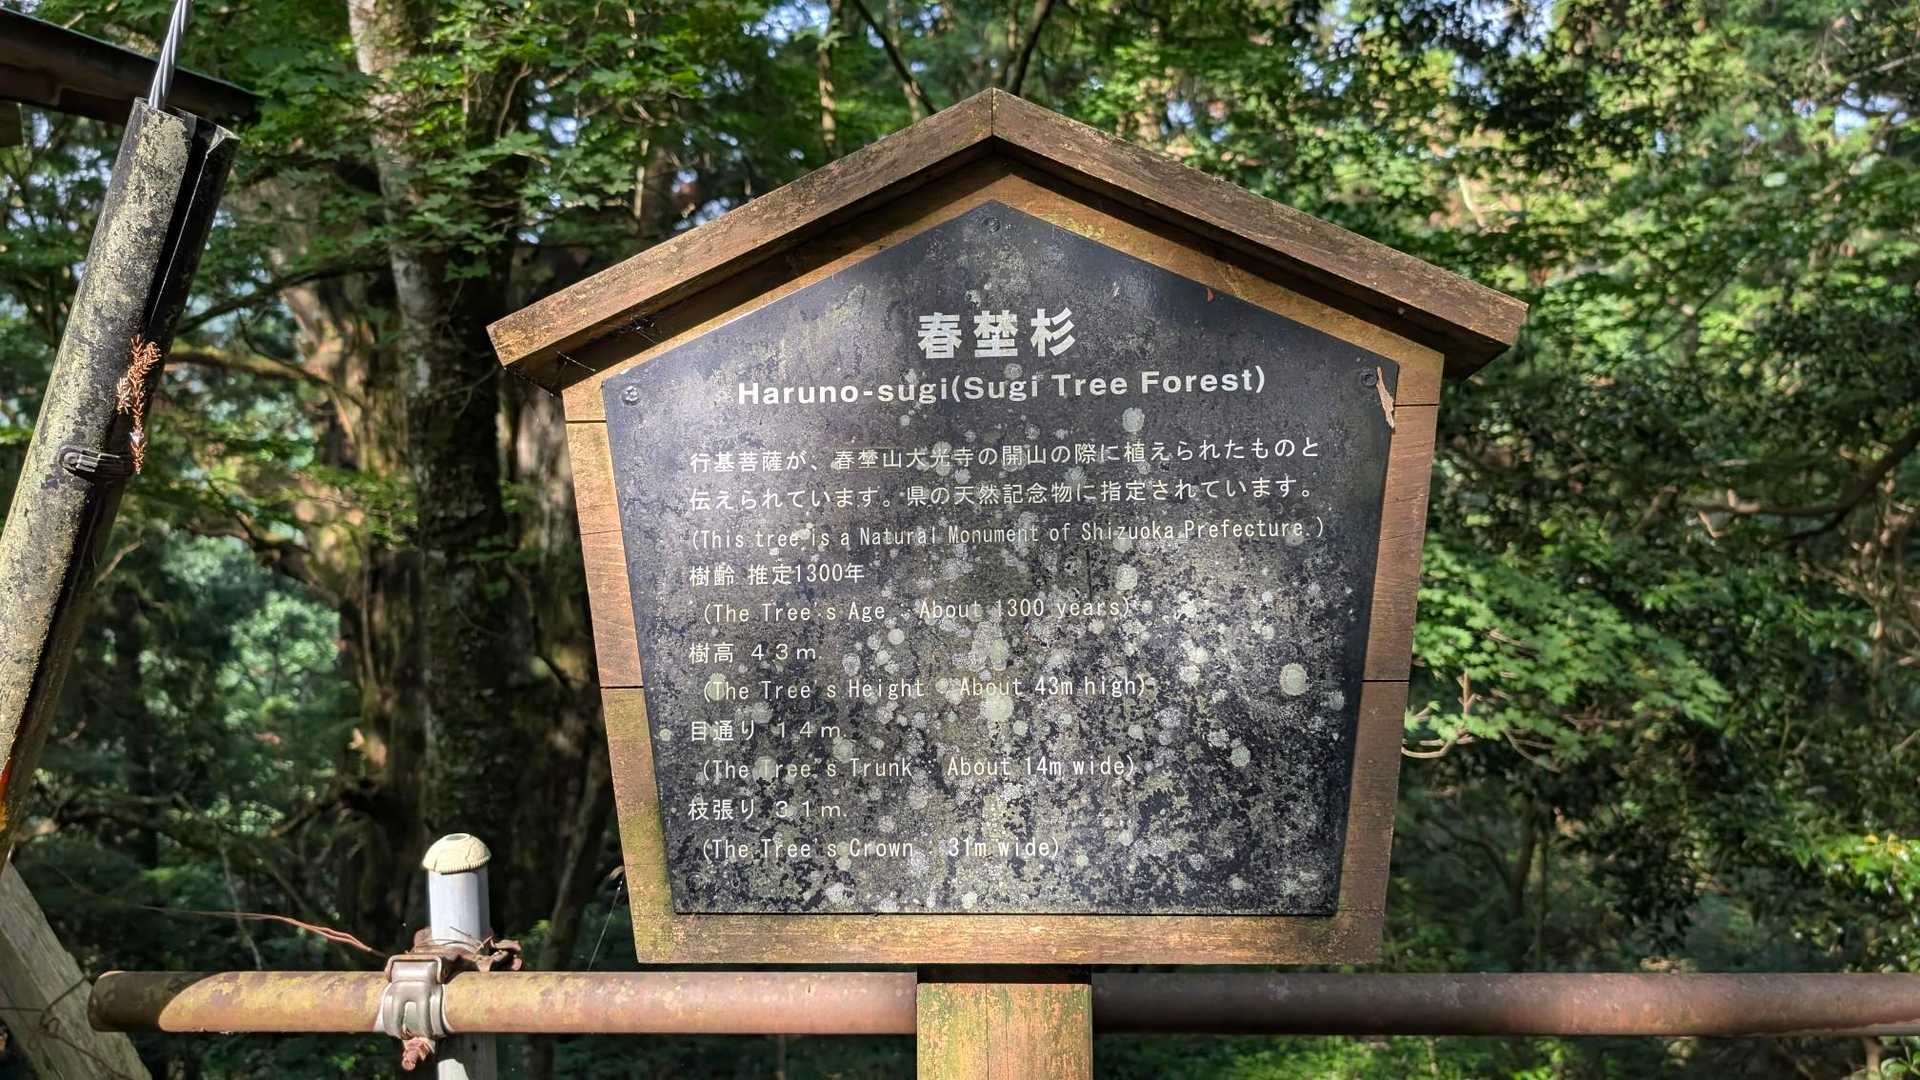 春埜杉
Haruno-sugi(Sugi Tree Forest)
行基菩薩が、春埜山大光寺の開山の際に植えられたものと
伝えられています。県の天然記念物に指定されています。
(This tree is a Natural Monument of Shizuoka Prefecture.)
樹齢 推定1300年
(The Tree's Age : About 1300 years)
樹高 43m.
(The Tree's Height : About 43m high)
目通り 14m.
(The Tree's Trunk : About 14m wide)
枝張り 31m.
(The Tree's Crown : 31m wide)